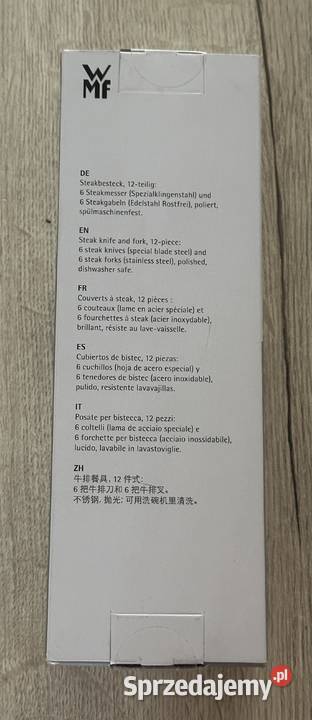 WMF
DE
Steakbesteck, 12-teilig:
6 Steakmesser (Spezialklingenstahl) und
6 Steakgabeln (Edelstahl Rostfrei), poliert,
spülmaschinenfest.
EN
Steak knife and fork, 12-piece:
6 steak knives (special blade steel) and
6 steak forks (stainless steel), polished,
dishwasher safe.
FR
Couverts à steak, 12 pièces :
6 couteaux (lame en acier spéciale) et
6 fourchettes à steak (acier inoxydable),
brillant, résiste au lave-vaisselle.
ES
Cubiertos de bistec, 12 piezas:
6 cuchillos (hoja de acero especial) y
6 tenedores de bistec (acero inoxidable),
pulido, resistente lavavajillas.
IT
Posate per bistecca, 12 pezzi:
6 coltelli (lama de acciaio speciale) e
6 forchette per bistecca (acciaio inossidabile),
lucido, lavabile in lavastoviglie.
ZH
牛排餐具，12 件式:
6 把牛排刀和 6 把牛排叉。
不锈钢，抛光; 可用洗碗机里清洗。
Sprzedajemy.pl